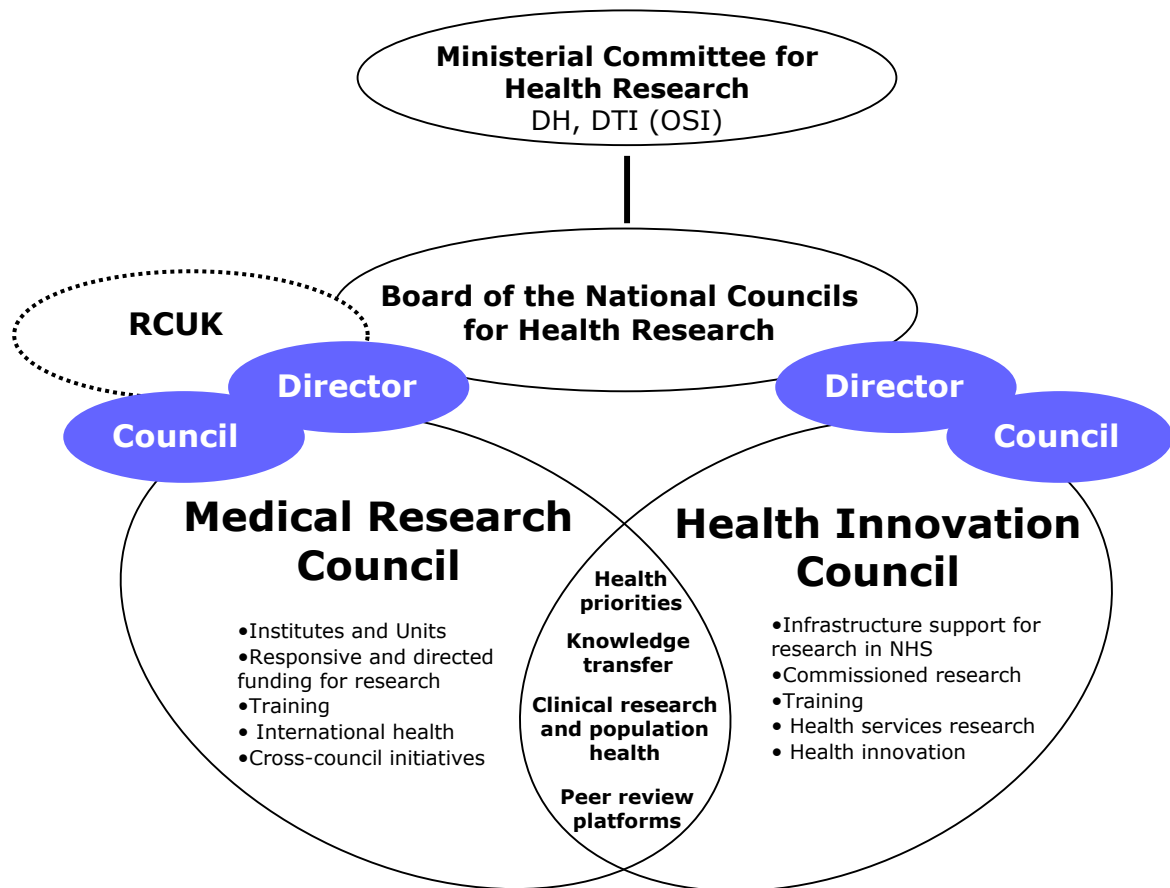 Ministerial Committee for
Health Research
DH, DTI (OSI)
Board of the National Councils
for Health Research
RCUK
Director
Council
Director
Council
Medical Research
Council
•Institutes and Units
•Responsive and directed
funding for research
•Training
• International health
•Cross-council initiatives
Health
priorities
Knowledge
transfer
Clinical research
and population
health
Peer review
platforms
Health Innovation
Council
•Infrastructure support for
research in NHS
•Commissioned research
•Training
• Health services research
• Health innovation